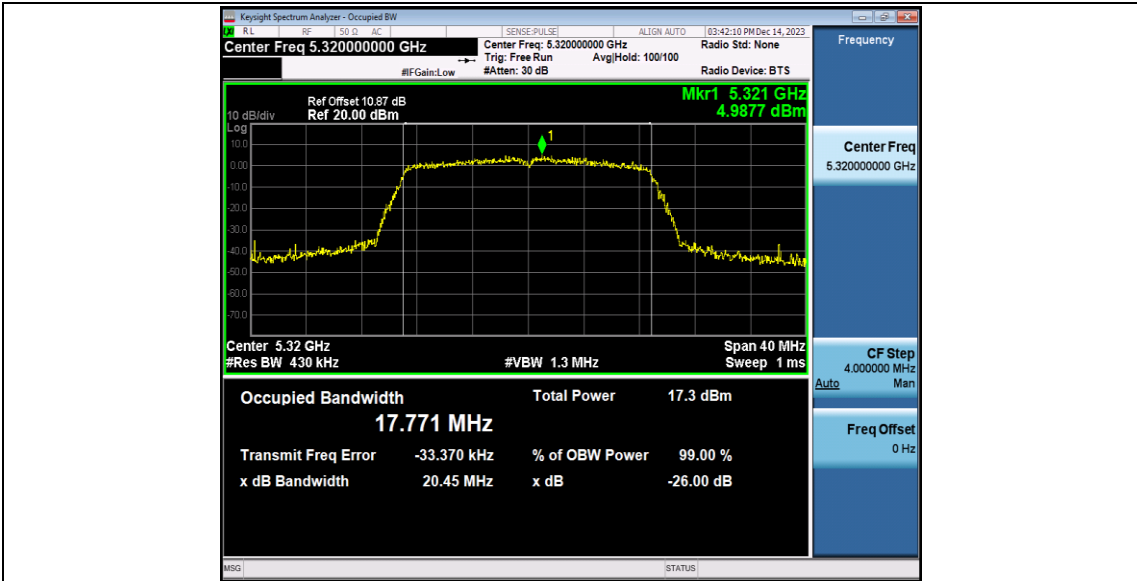 Keysight Spectrum Analyzer - Occupied BW
RL RF 50 Ω AC SENSE:PULSE ALIGN AUTO 03:42:10 PM Dec 14, 2023
Center Freq 5.320000000 GHz Center Freq: 5.320000000 GHz Radio Std: None
Trig: Free Run Avg|Hold: 100/100
#IFGain:Low #Atten: 30 dB Radio Device: BTS
Frequency
Ref Offset 10.87 dB Mkr1 5.321 GHz
10 dB/div Ref 20.00 dBm 4.9877 dBm
Log
1
10.0
0.00
-10.0
-20.0
-30.0
-40.0
-50.0
-60.0
-70.0
Center 5.32 GHz Span 40 MHz
#Res BW 430 kHz #VBW 1.3 MHz Sweep 1 ms
Occupied Bandwidth Total Power 17.3 dBm
17.771 MHz
Transmit Freq Error -33.370 kHz % of OBW Power 99.00 %
x dB Bandwidth 20.45 MHz x dB -26.00 dB
Center Freq
5.320000000 GHz
CF Step
4.000000 MHz
Auto Man
Freq Offset
0 Hz
MSG STATUS